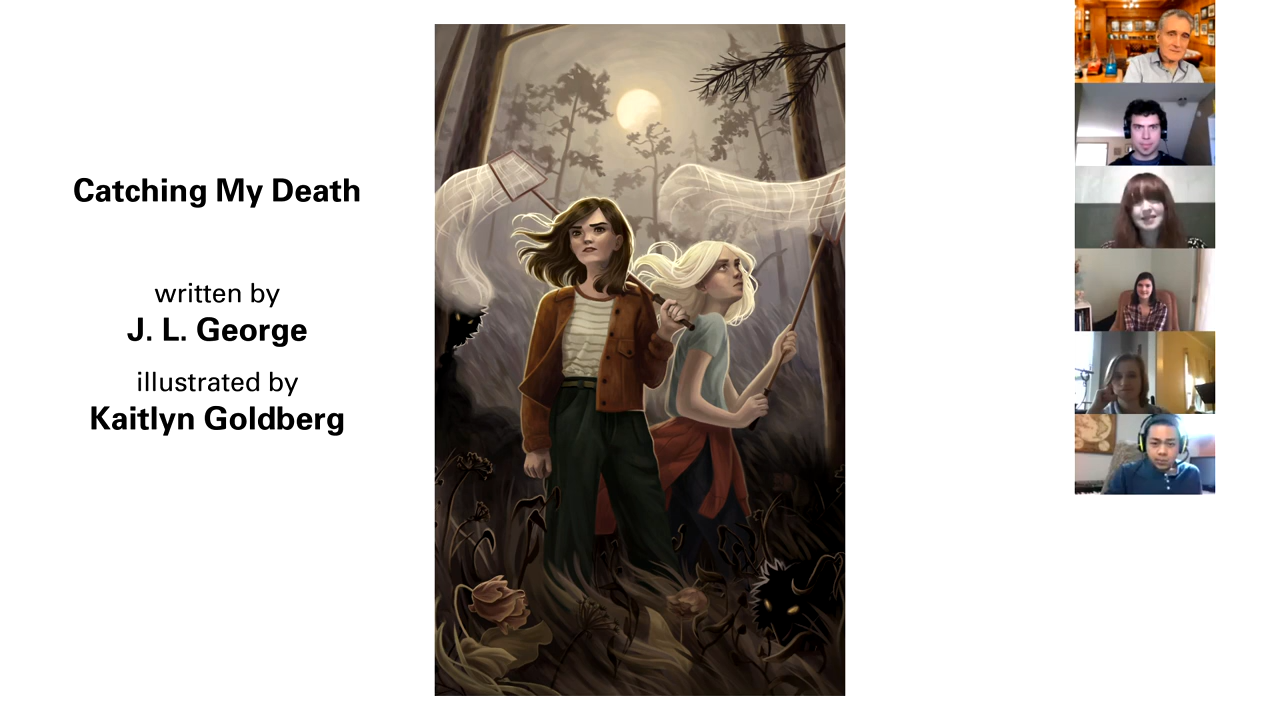 Catching My Death
written by
J. L. George
illustrated by
Kaitlyn Goldberg